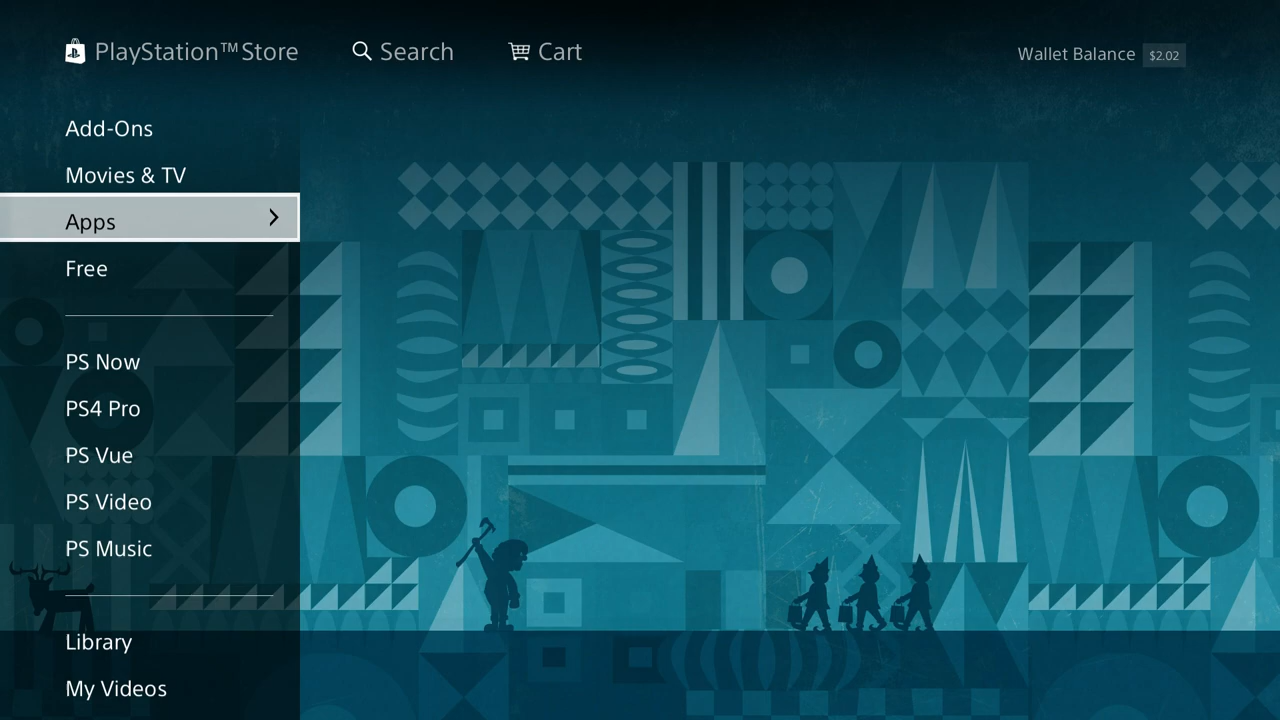 PlayStation™Store
Search
Cart
Wallet Balance $2.02
Add-Ons
Movies & TV
Apps
Free
PS Now
PS4 Pro
PS Vue
PS Video
PS Music
Library
My Videos